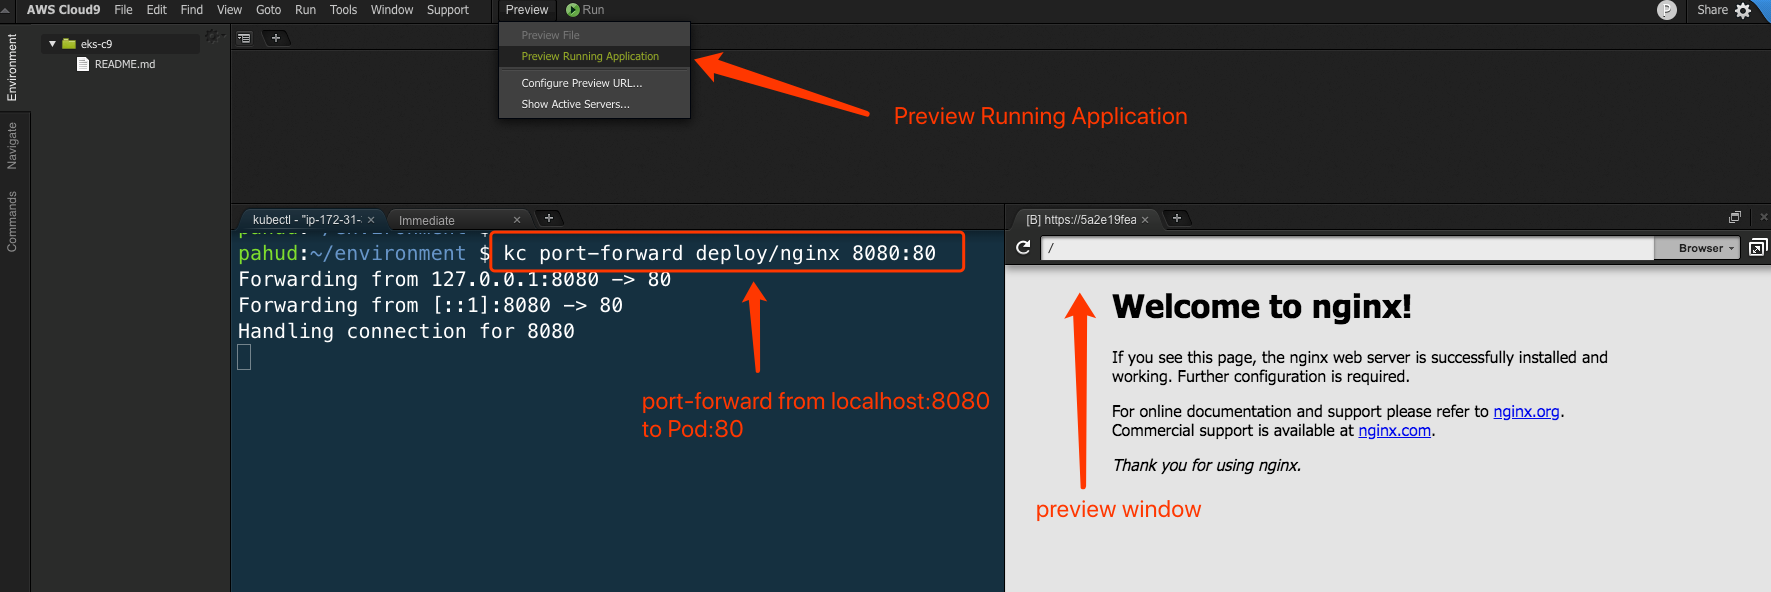 AWS Cloud9 File Edit Find View Goto Run Tools Window Support Preview Run P Share
Environment
Navigate
Commands
eks-c9
README.md
Preview File
Preview Running Application
Configure Preview URL...
Show Active Servers...
Preview Running Application
kubectl - "ip-172-31-
Immediate
pahud:~/environment $ kc port-forward deploy/nginx 8080:80
Forwarding from 127.0.0.1:8080 -> 80
Forwarding from [::1]:8080 -> 80
Handling connection for 8080
port-forward from localhost:8080
to Pod:80
[B] https://5a2e19fea
/
Browser
Welcome to nginx!
If you see this page, the nginx web server is successfully installed and
working. Further configuration is required.
For online documentation and support please refer to nginx.org.
Commercial support is available at nginx.com.
Thank you for using nginx.
preview window